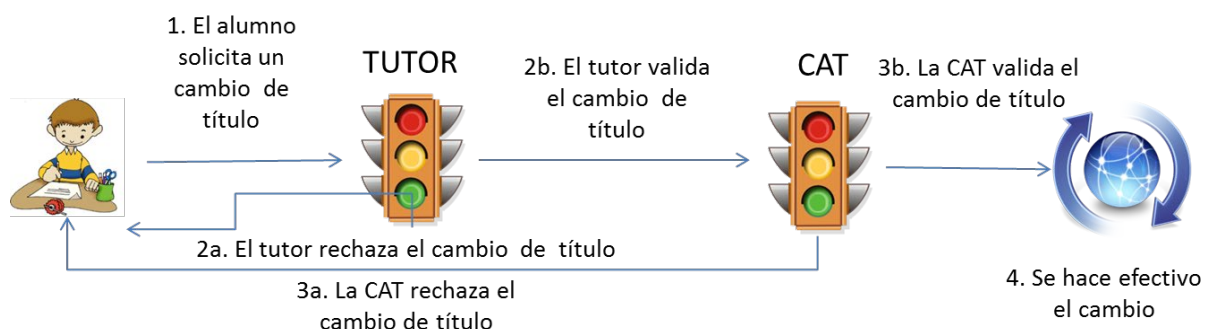 1. El alumno
solicita un
cambio de
título
TUTOR
2b. El tutor valida
el cambio de
título
CAT
3b. La CAT valida el
cambio de título
2a. El tutor rechaza el cambio de título
3a. La CAT rechaza el
cambio de título
4. Se hace efectivo
el cambio